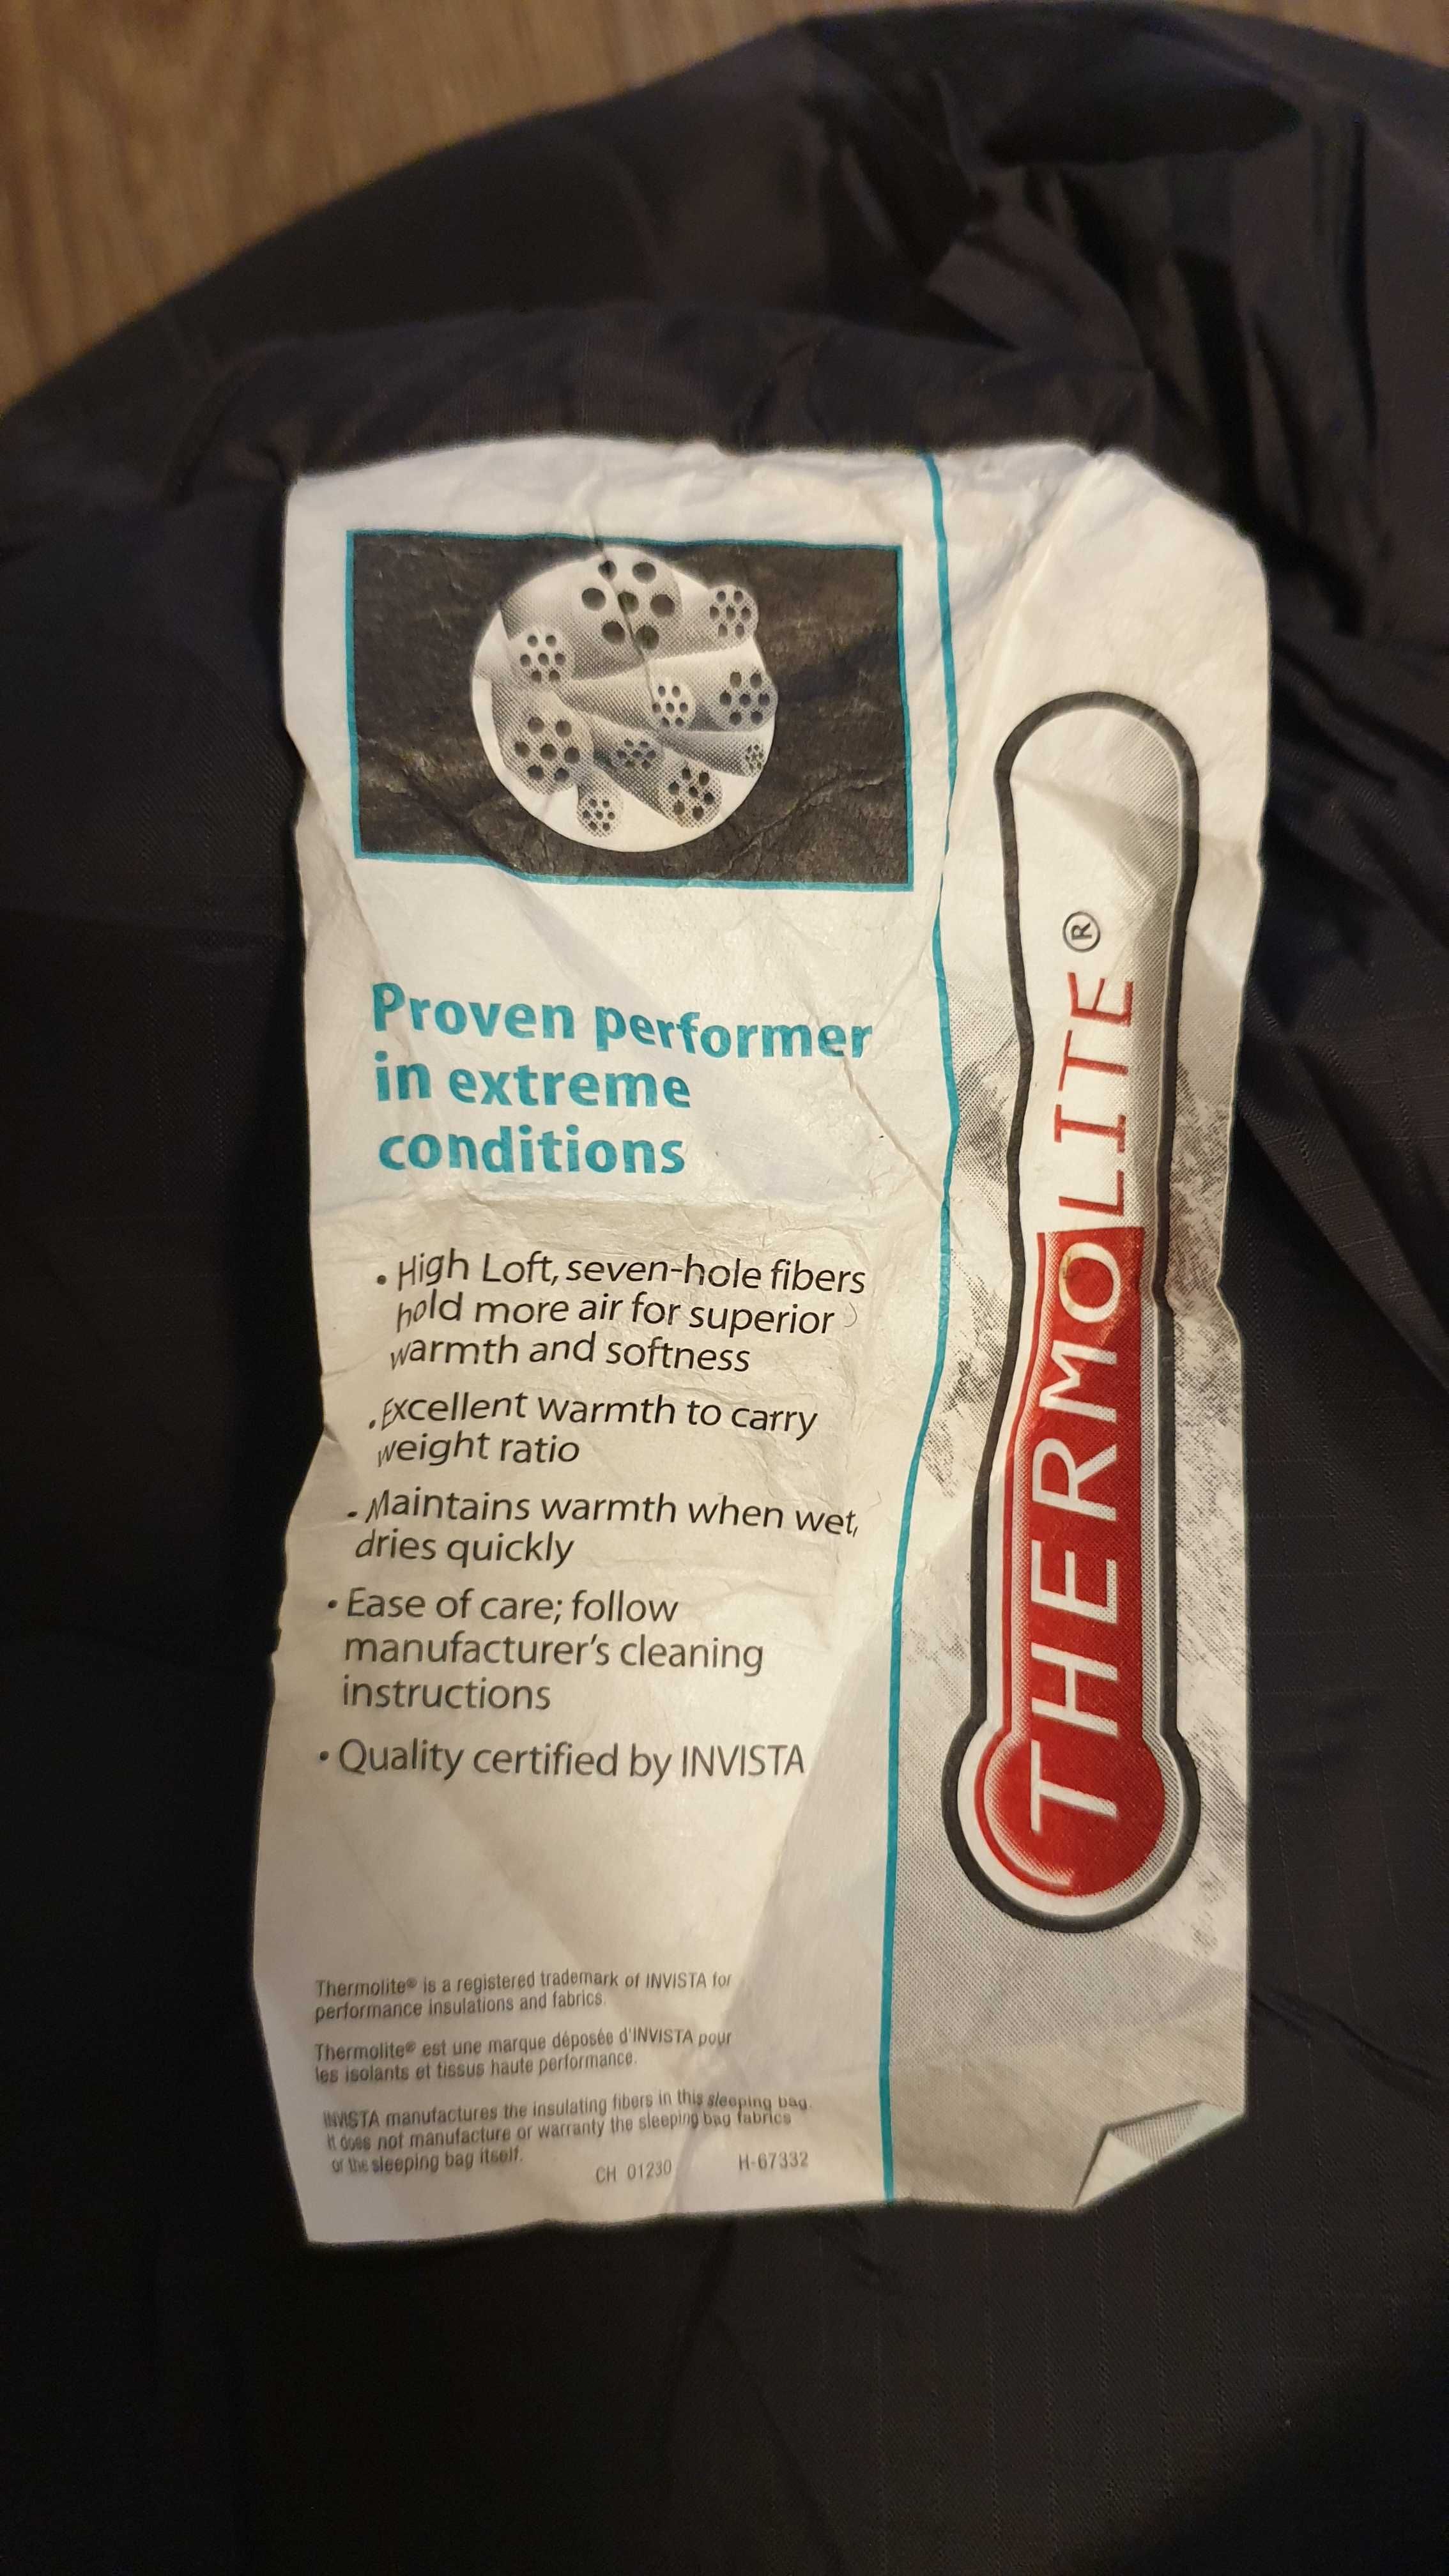 Proven performer
in extreme
conditions
• High Loft, seven-hole fibers
hold more air for superior
warmth and softness
• Excellent warmth to carry
weight ratio
• Maintains warmth when wet,
dries quickly
• Ease of care; follow
manufacturer's cleaning
instructions
• Quality certified by INVISTA
Thermolite® is a registered trademark of INVISTA for
performance insulations and fabrics.
Thermolite® est une marque déposée d'INVISTA pour
les isolants et tissus haute performance.
INVISTA manufactures the insulating fibers in this sleeping bag.
It does not manufacture or warranty the sleeping bag fabrics
or the sleeping bag itself.
CH 01230 H-67332
THERMOLITE®